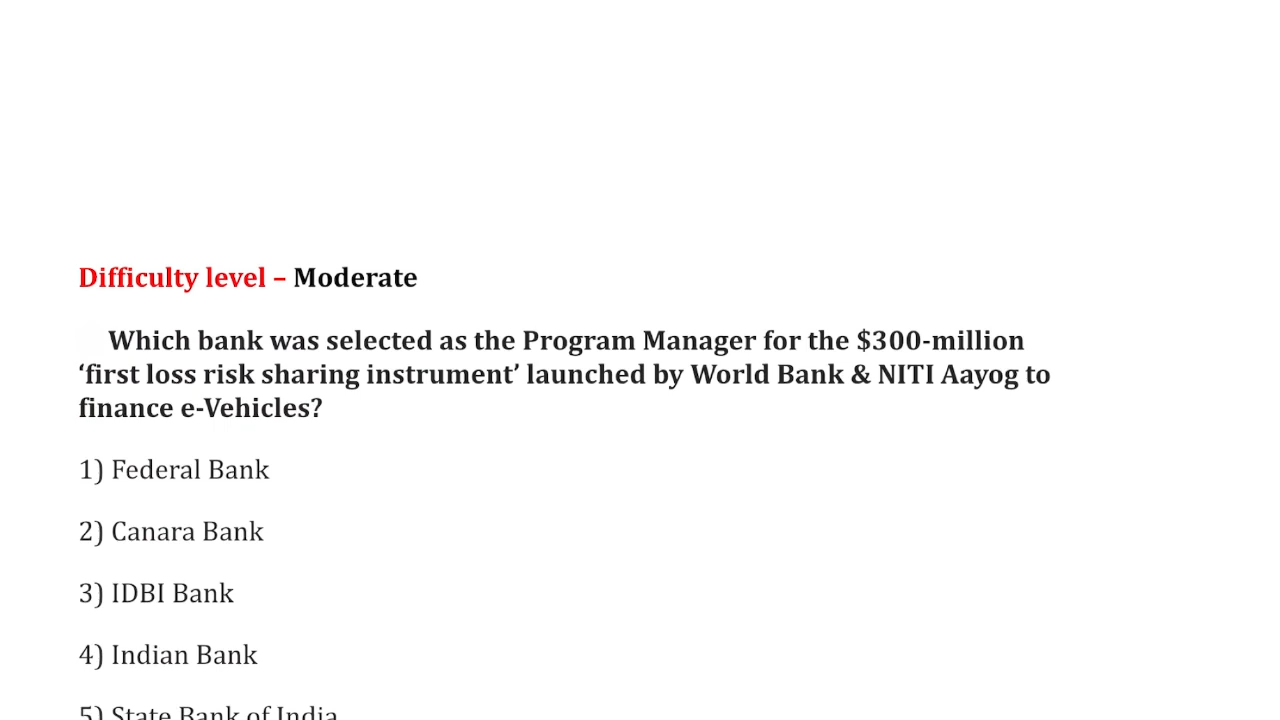 Difficulty level – Moderate
Which bank was selected as the Program Manager for the $300-million
‘first loss risk sharing instrument’ launched by World Bank & NITI Aayog to
finance e-Vehicles?
1) Federal Bank
2) Canara Bank
3) IDBI Bank
4) Indian Bank
5) State Bank of India